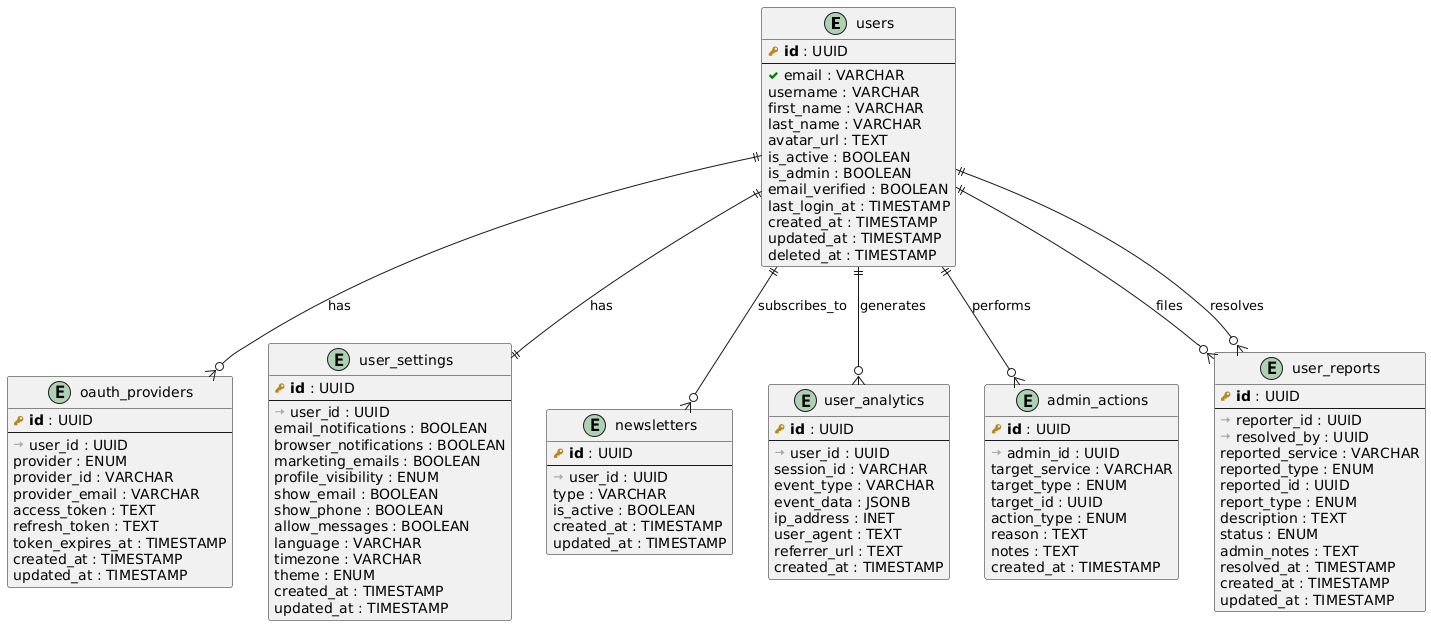 E users
id : UUID
email : VARCHAR
username : VARCHAR
first_name : VARCHAR
last_name : VARCHAR
avatar_url : TEXT
is_active : BOOLEAN
is_admin : BOOLEAN
email_verified : BOOLEAN
last_login_at : TIMESTAMP
created_at : TIMESTAMP
updated_at : TIMESTAMP
deleted_at : TIMESTAMP
has
has
subscribes_to
generates
performs
files
resolves
E oauth_providers
id : UUID
user_id : UUID
provider : ENUM
provider_id : VARCHAR
provider_email : VARCHAR
access_token : TEXT
refresh_token : TEXT
token_expires_at : TIMESTAMP
created_at : TIMESTAMP
updated_at : TIMESTAMP
E user_settings
id : UUID
user_id : UUID
email_notifications : BOOLEAN
browser_notifications : BOOLEAN
marketing_emails : BOOLEAN
profile_visibility : ENUM
show_email : BOOLEAN
show_phone : BOOLEAN
allow_messages : BOOLEAN
language : VARCHAR
timezone : VARCHAR
theme : ENUM
created_at : TIMESTAMP
updated_at : TIMESTAMP
E newsletters
id : UUID
user_id : UUID
type : VARCHAR
is_active : BOOLEAN
created_at : TIMESTAMP
updated_at : TIMESTAMP
E user_analytics
id : UUID
user_id : UUID
session_id : VARCHAR
event_type : VARCHAR
event_data : JSONB
ip_address : INET
user_agent : TEXT
referrer_url : TEXT
created_at : TIMESTAMP
E admin_actions
id : UUID
admin_id : UUID
target_service : VARCHAR
target_type : ENUM
target_id : UUID
action_type : ENUM
reason : TEXT
notes : TEXT
created_at : TIMESTAMP
E user_reports
id : UUID
reporter_id : UUID
resolved_by : UUID
reported_service : VARCHAR
reported_type : ENUM
reported_id : UUID
report_type : ENUM
description : TEXT
status : ENUM
admin_notes : TEXT
resolved_at : TIMESTAMP
created_at : TIMESTAMP
updated_at : TIMESTAMP